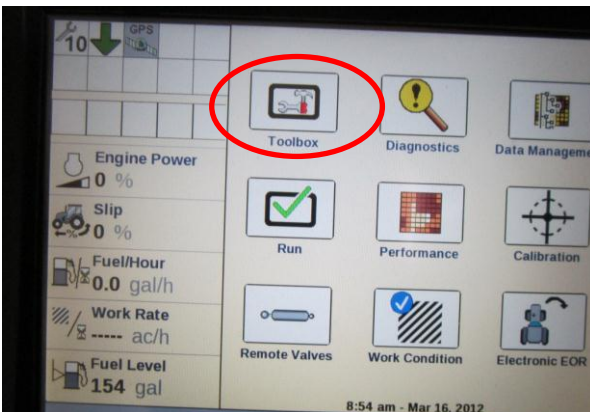 10
GPS
Engine Power
0 %
Slip
0 %
Fuel/Hour
0.0 gal/h
Work Rate
----- ac/h
Fuel Level
154 gal
Toolbox
Diagnostics
Data Manageme
Run
Performance
Calibration
Remote Valves
Work Condition
Electronic EOR
8:54 am - Mar 16, 2012